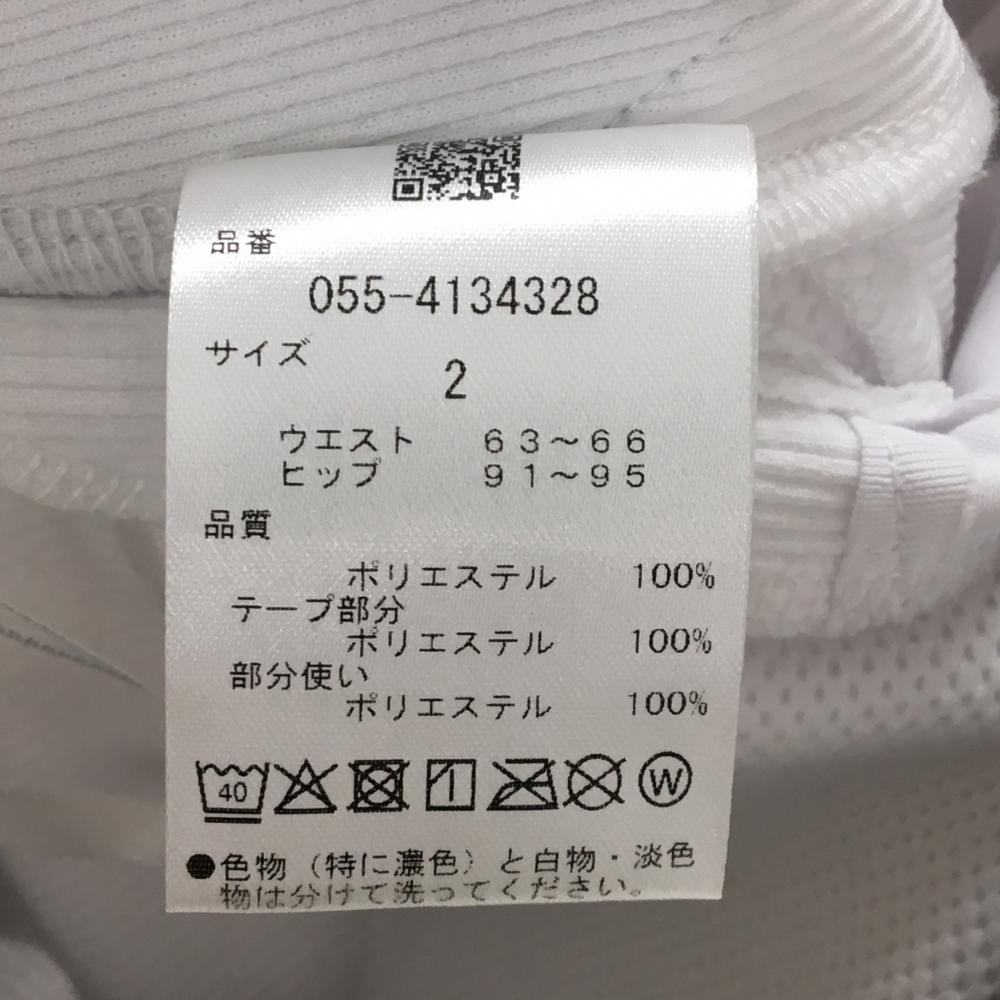 品番
055-4134328
サイズ
2
ウエスト 63～66
ヒップ 91～95
品質
ポリエステル 100%
テープ部分
ポリエステル 100%
部分使い
ポリエステル 100%
40 W
●色物（特に濃色）と白物・淡色
物は分けて洗ってください。